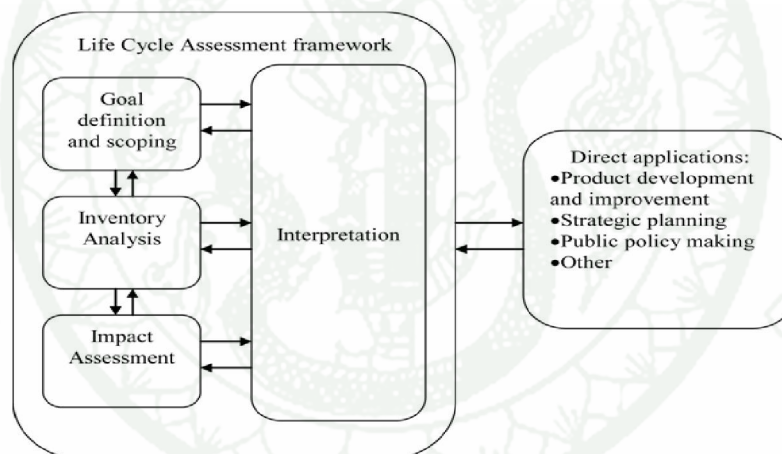 Life Cycle Assessment framework
Goal
definition
and scoping
Inventory
Analysis
Impact
Assessment
Interpretation
Direct applications:
•Product development
and improvement
•Strategic planning
•Public policy making
•Other